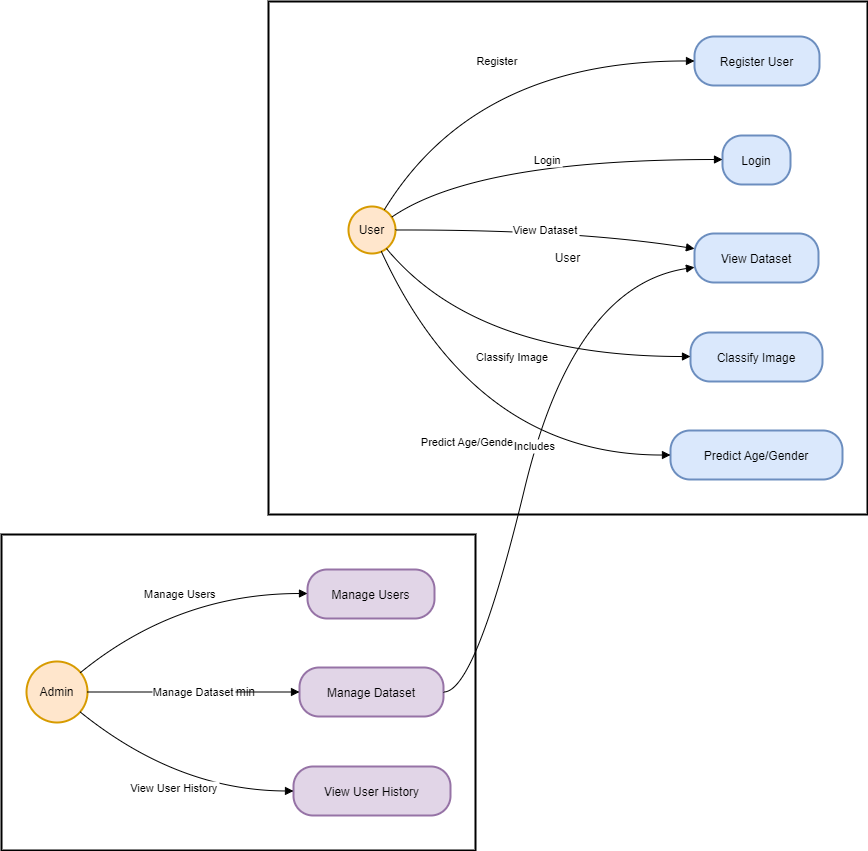 Register
Register User
Login
Login
User
View Dataset
View Dataset
User
Classify Image
Classify Image
Predict Age/Gende
Includes
Predict Age/Gender
Manage Users
Manage Users
Admin
Manage Dataset
min
Manage Dataset
View User History
View User History